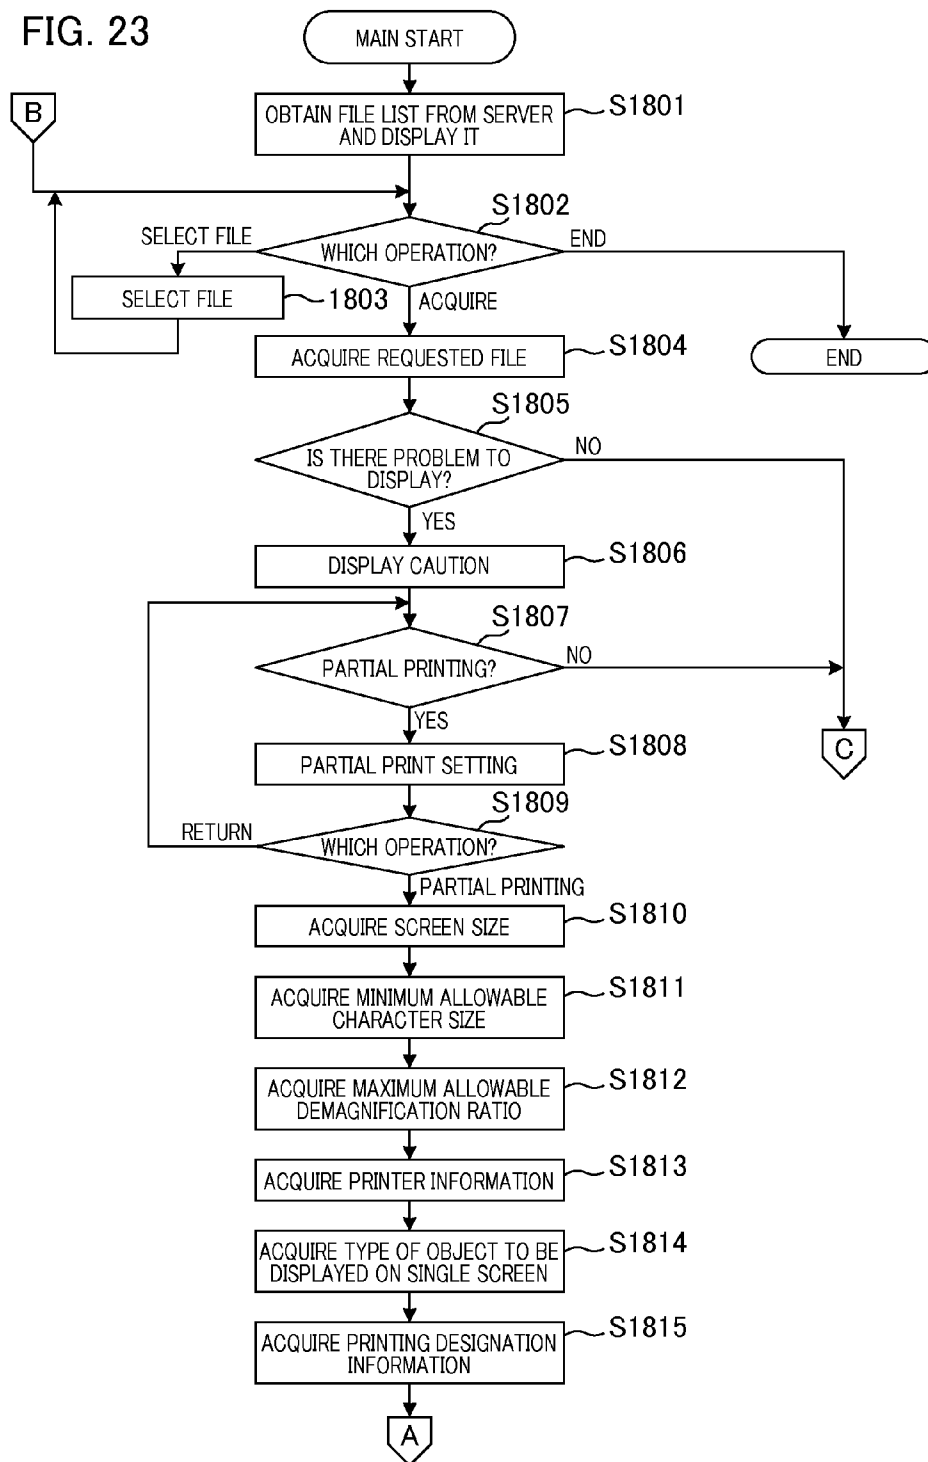 FIG. 23
MAIN START
B
OBTAIN FILE LIST FROM SERVER
AND DISPLAY IT
S1801
S1802
SELECT FILE
WHICH OPERATION?
END
SELECT FILE
1803
ACQUIRE
ACQUIRE REQUESTED FILE
S1804
END
S1805
IS THERE PROBLEM TO
DISPLAY?
NO
YES
DISPLAY CAUTION
S1806
S1807
PARTIAL PRINTING?
NO
YES
PARTIAL PRINT SETTING
S1808
C
S1809
RETURN
WHICH OPERATION?
PARTIAL PRINTING
ACQUIRE SCREEN SIZE
S1810
ACQUIRE MINIMUM ALLOWABLE
CHARACTER SIZE
S1811
ACQUIRE MAXIMUM ALLOWABLE
DEMAGNIFICATION RATIO
S1812
ACQUIRE PRINTER INFORMATION
S1813
ACQUIRE TYPE OF OBJECT TO BE
DISPLAYED ON SINGLE SCREEN
S1814
ACQUIRE PRINTING DESIGNATION
INFORMATION
S1815
A